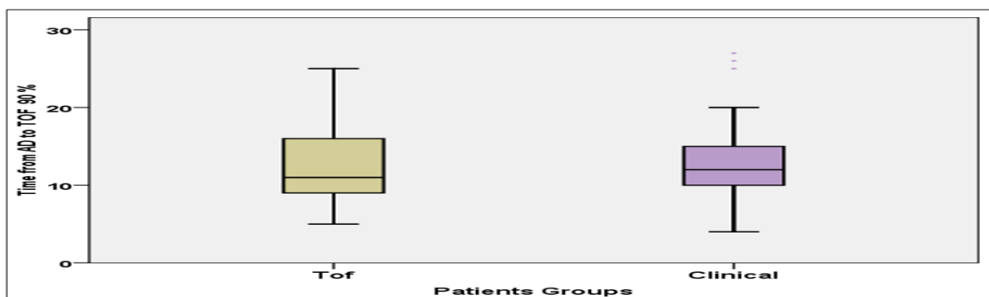 Time from AD to TOF 90 %
30
20
10
0
Tof
Clinical
Patients Groups